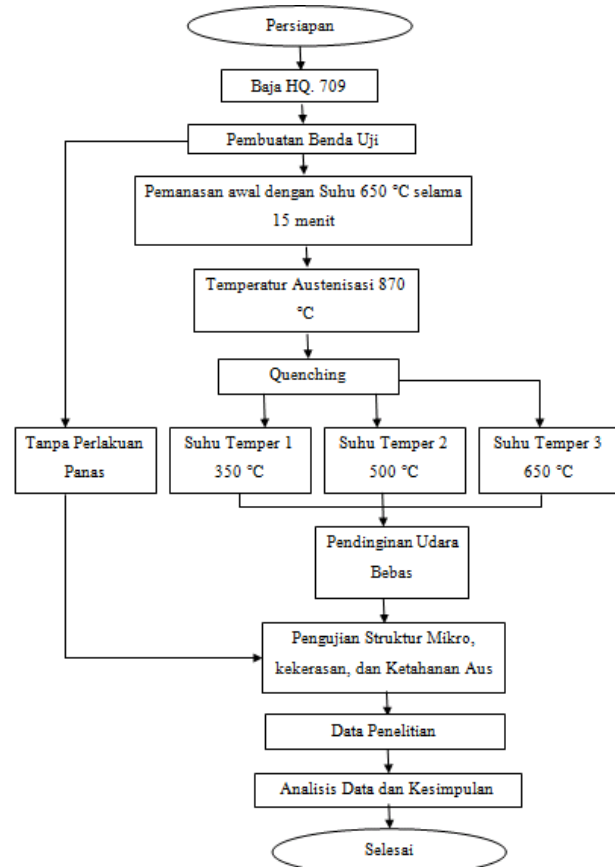 Persiapan
Baja HQ. 709
Pembuatan Benda Uji
Pemanasan awal dengan Suhu 650 °C selama
15 menit
Temperatur Austenisasi 870
°C
Quenching
Tanpa Perlakuan
Panas
Suhu Temper 1
350 °C
Suhu Temper 2
500 °C
Suhu Temper 3
650 °C
Pendinginan Udara
Bebas
Pengujian Struktur Mikro,
kekerasan, dan Ketahanan Aus
Data Penelitian
Analisis Data dan Kesimpulan
Selesai